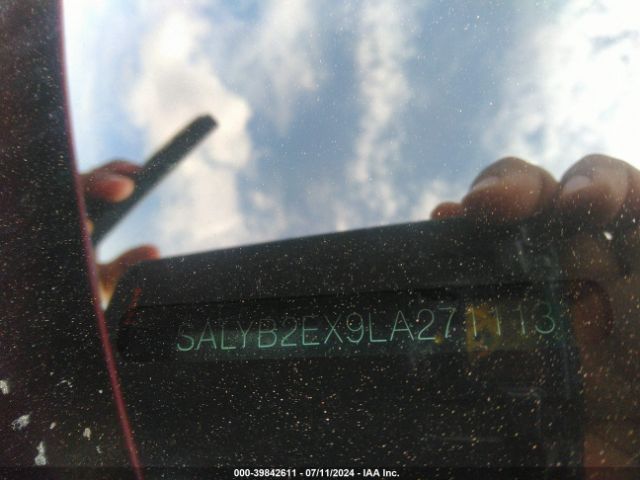 SALYB2EX9LA271113
000-39842611 - 07/11/2024 - IAA Inc.